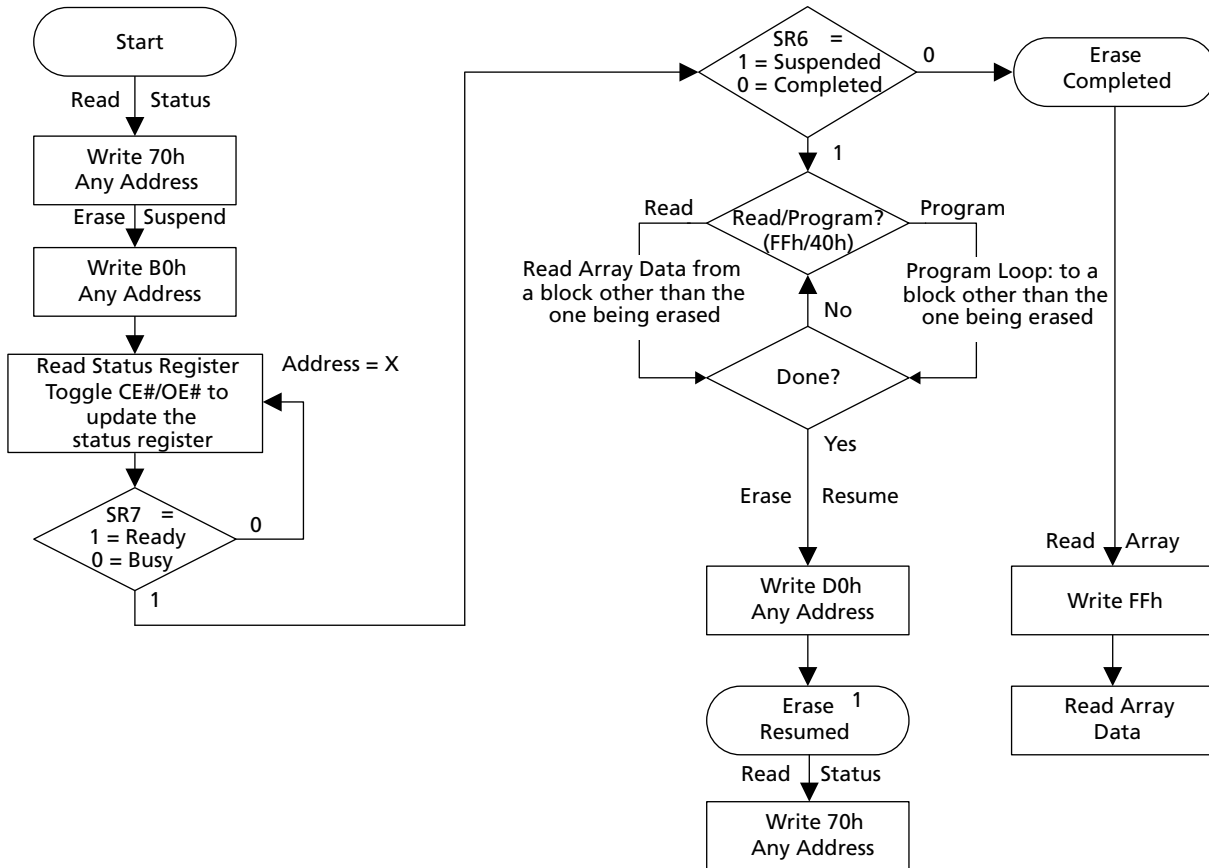 Start
Read Status
Write 70h
Any Address
Erase Suspend
Write B0h
Any Address
Read Status Register
Toggle CE#/OE# to
update the
status register
Address = X
SR7 =
1 = Ready
0 = Busy
0
1
SR6 =
1 = Suspended
0 = Completed
0
Erase
Completed
1
Read/Program?
(FFh/40h)
Read
Program
Read Array Data from
a block other than the
one being erased
Program Loop: to a
block other than the
one being erased
No
Done?
Yes
Erase Resume
Write D0h
Any Address
Erase 1
Resumed
Read Status
Write 70h
Any Address
Read Array
Write FFh
Read Array
Data